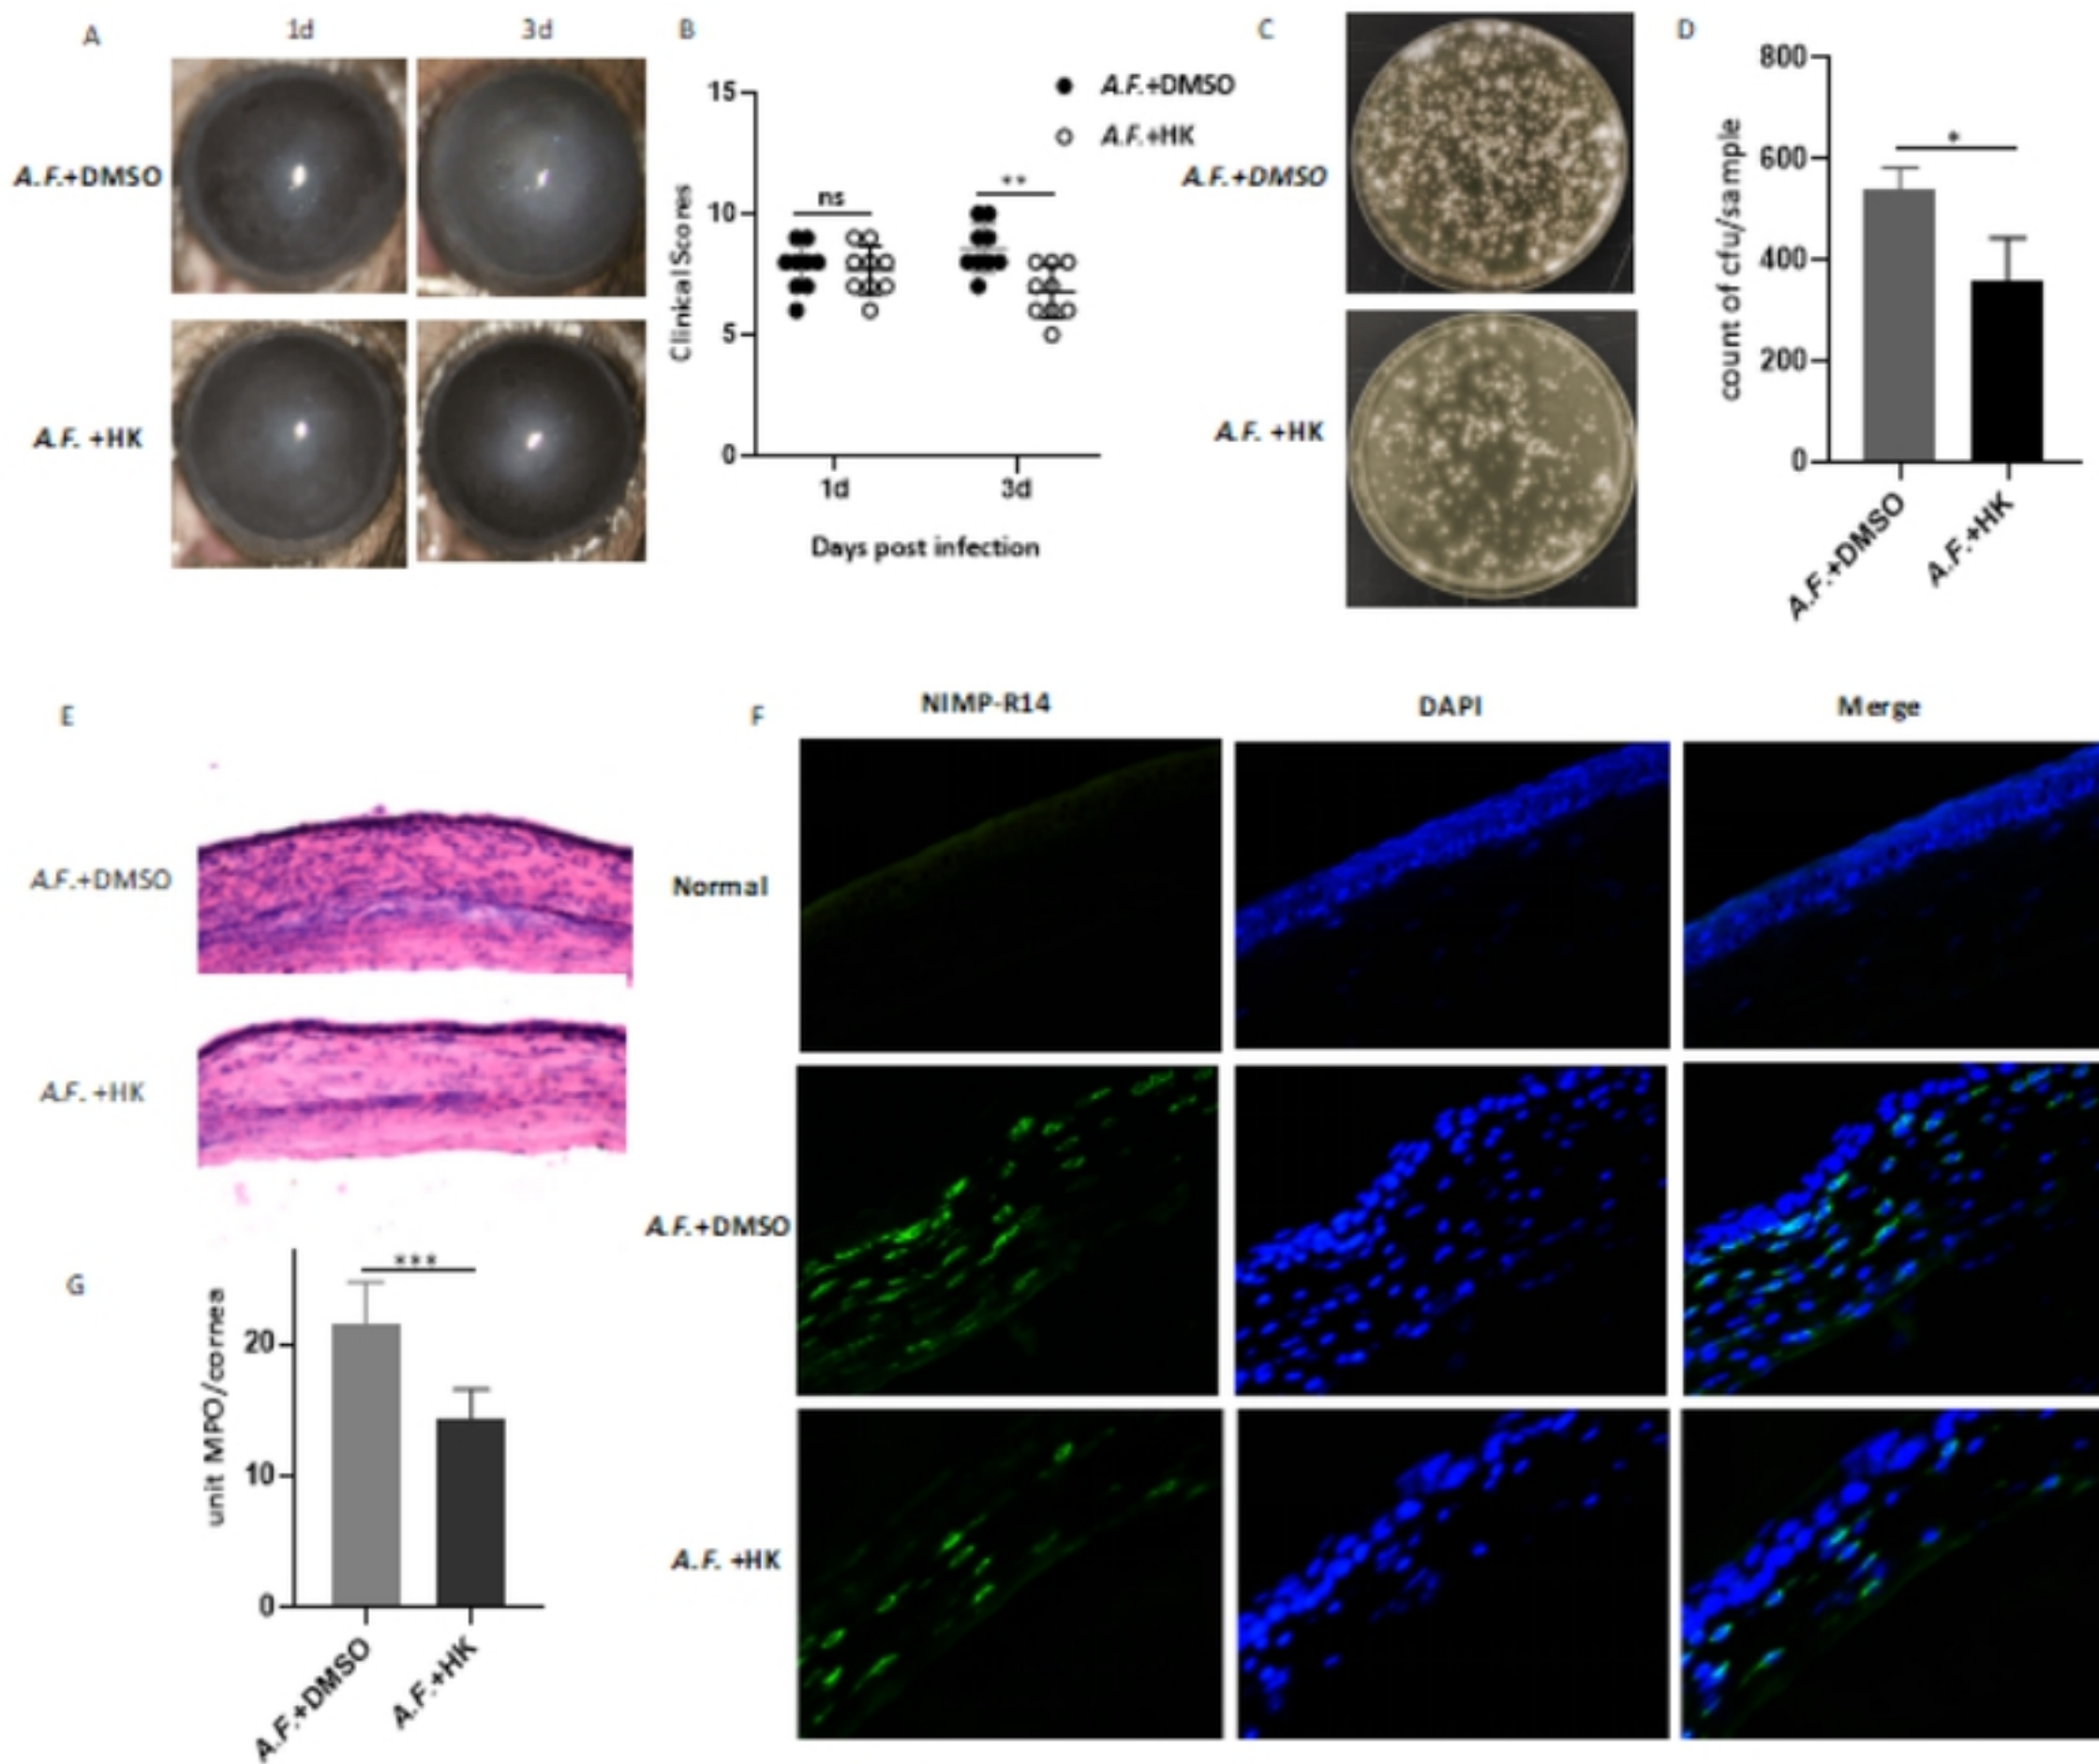 A
1d
3d
A.F.+DMSO
A.F. +HK
B
15
10
5
0
Clinical Scores
ns
**
A.F.+DMSO
A.F.+HK
1d
3d
Days post infection
C
A.F.+DMSO
A.F. +HK
D
800
600
400
200
0
count of cfu/sample
*
A.F.+DMSO
A.F.+HK
E
A.F.+DMSO
A.F. +HK
F
NIMP-R14
DAPI
Merge
Normal
A.F.+DMSO
A.F. +HK
G
20
10
0
unit MPO/cornea
***
A.F.+DMSO
A.F.+HK